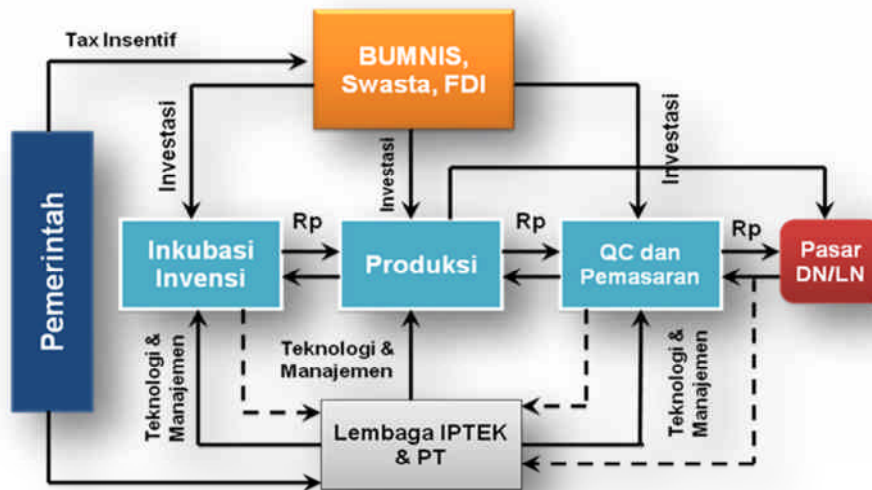 Tax Insentif
BUMNIS,
Swasta, FDI
Investasi
Investasi
Investasi
Pemerintah
Inkubasi
Invensi
Rp
Produksi
Rp
QC dan
Pemasaran
Rp
Pasar
DN/LN
Teknologi &
Manajemen
Teknologi &
Manajemen
Teknologi &
Manajemen
Lembaga IPTEK
& PT